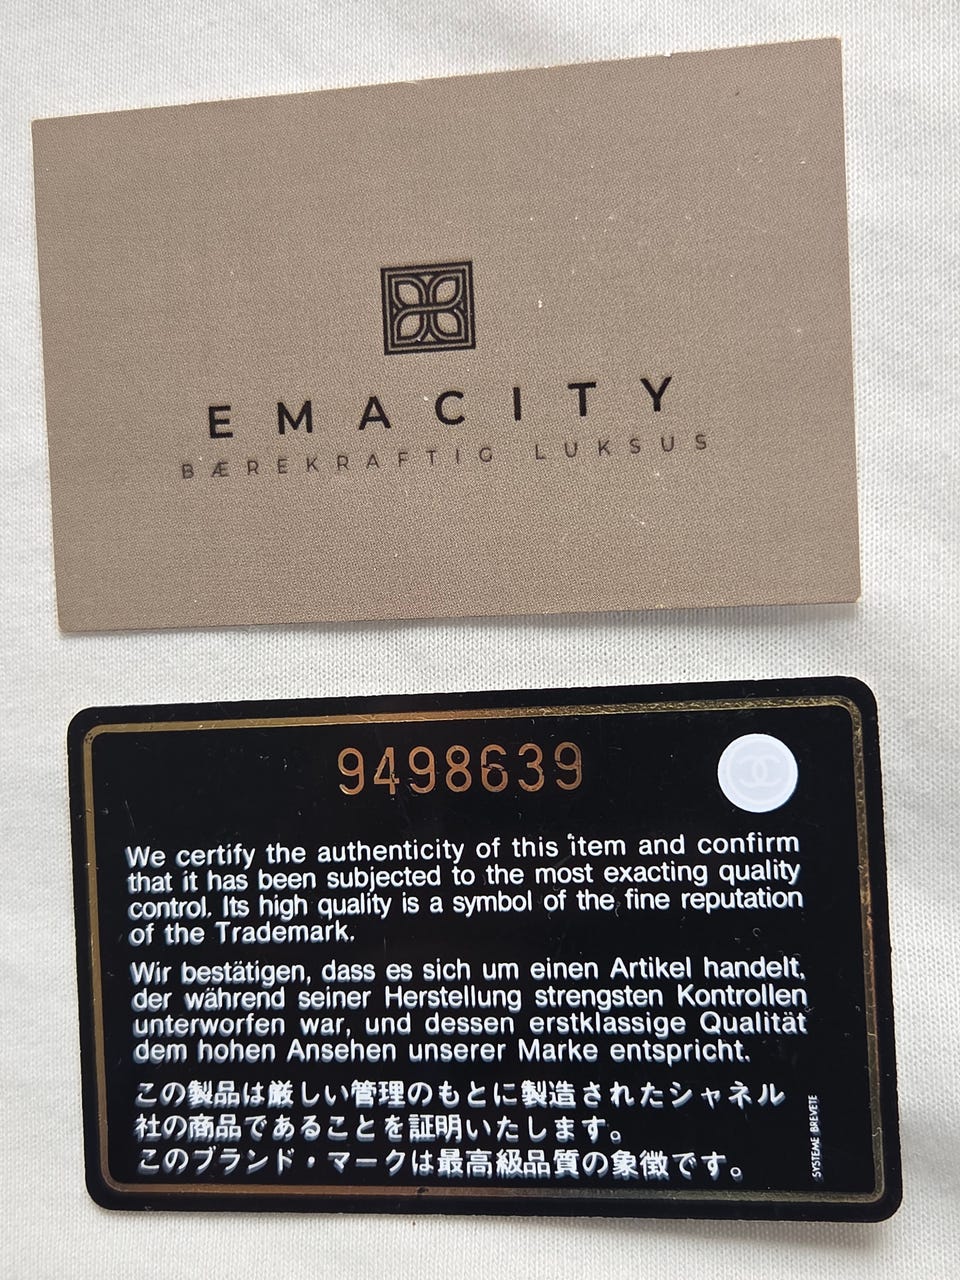 EMACITY
BÆREKRAFTIG LUKSUS
9498639
We certify the authenticity of this item and confirm
that it has been subjected to the most exacting quality
control. Its high quality is a symbol of the fine reputation
of the Trademark.
Wir bestätigen, dass es sich um einen Artikel handelt,
der während seiner Herstellung strengsten Kontrollen
unterworfen war, und dessen erstklassige Qualität
dem hohen Ansehen unserer Marke entspricht.
この製品は厳しい管理のもとに製造されたシャネル
社の商品であることを証明いたします。
このブランド・マークは最高級品質の象徴です。
SYSTEME BREVETE